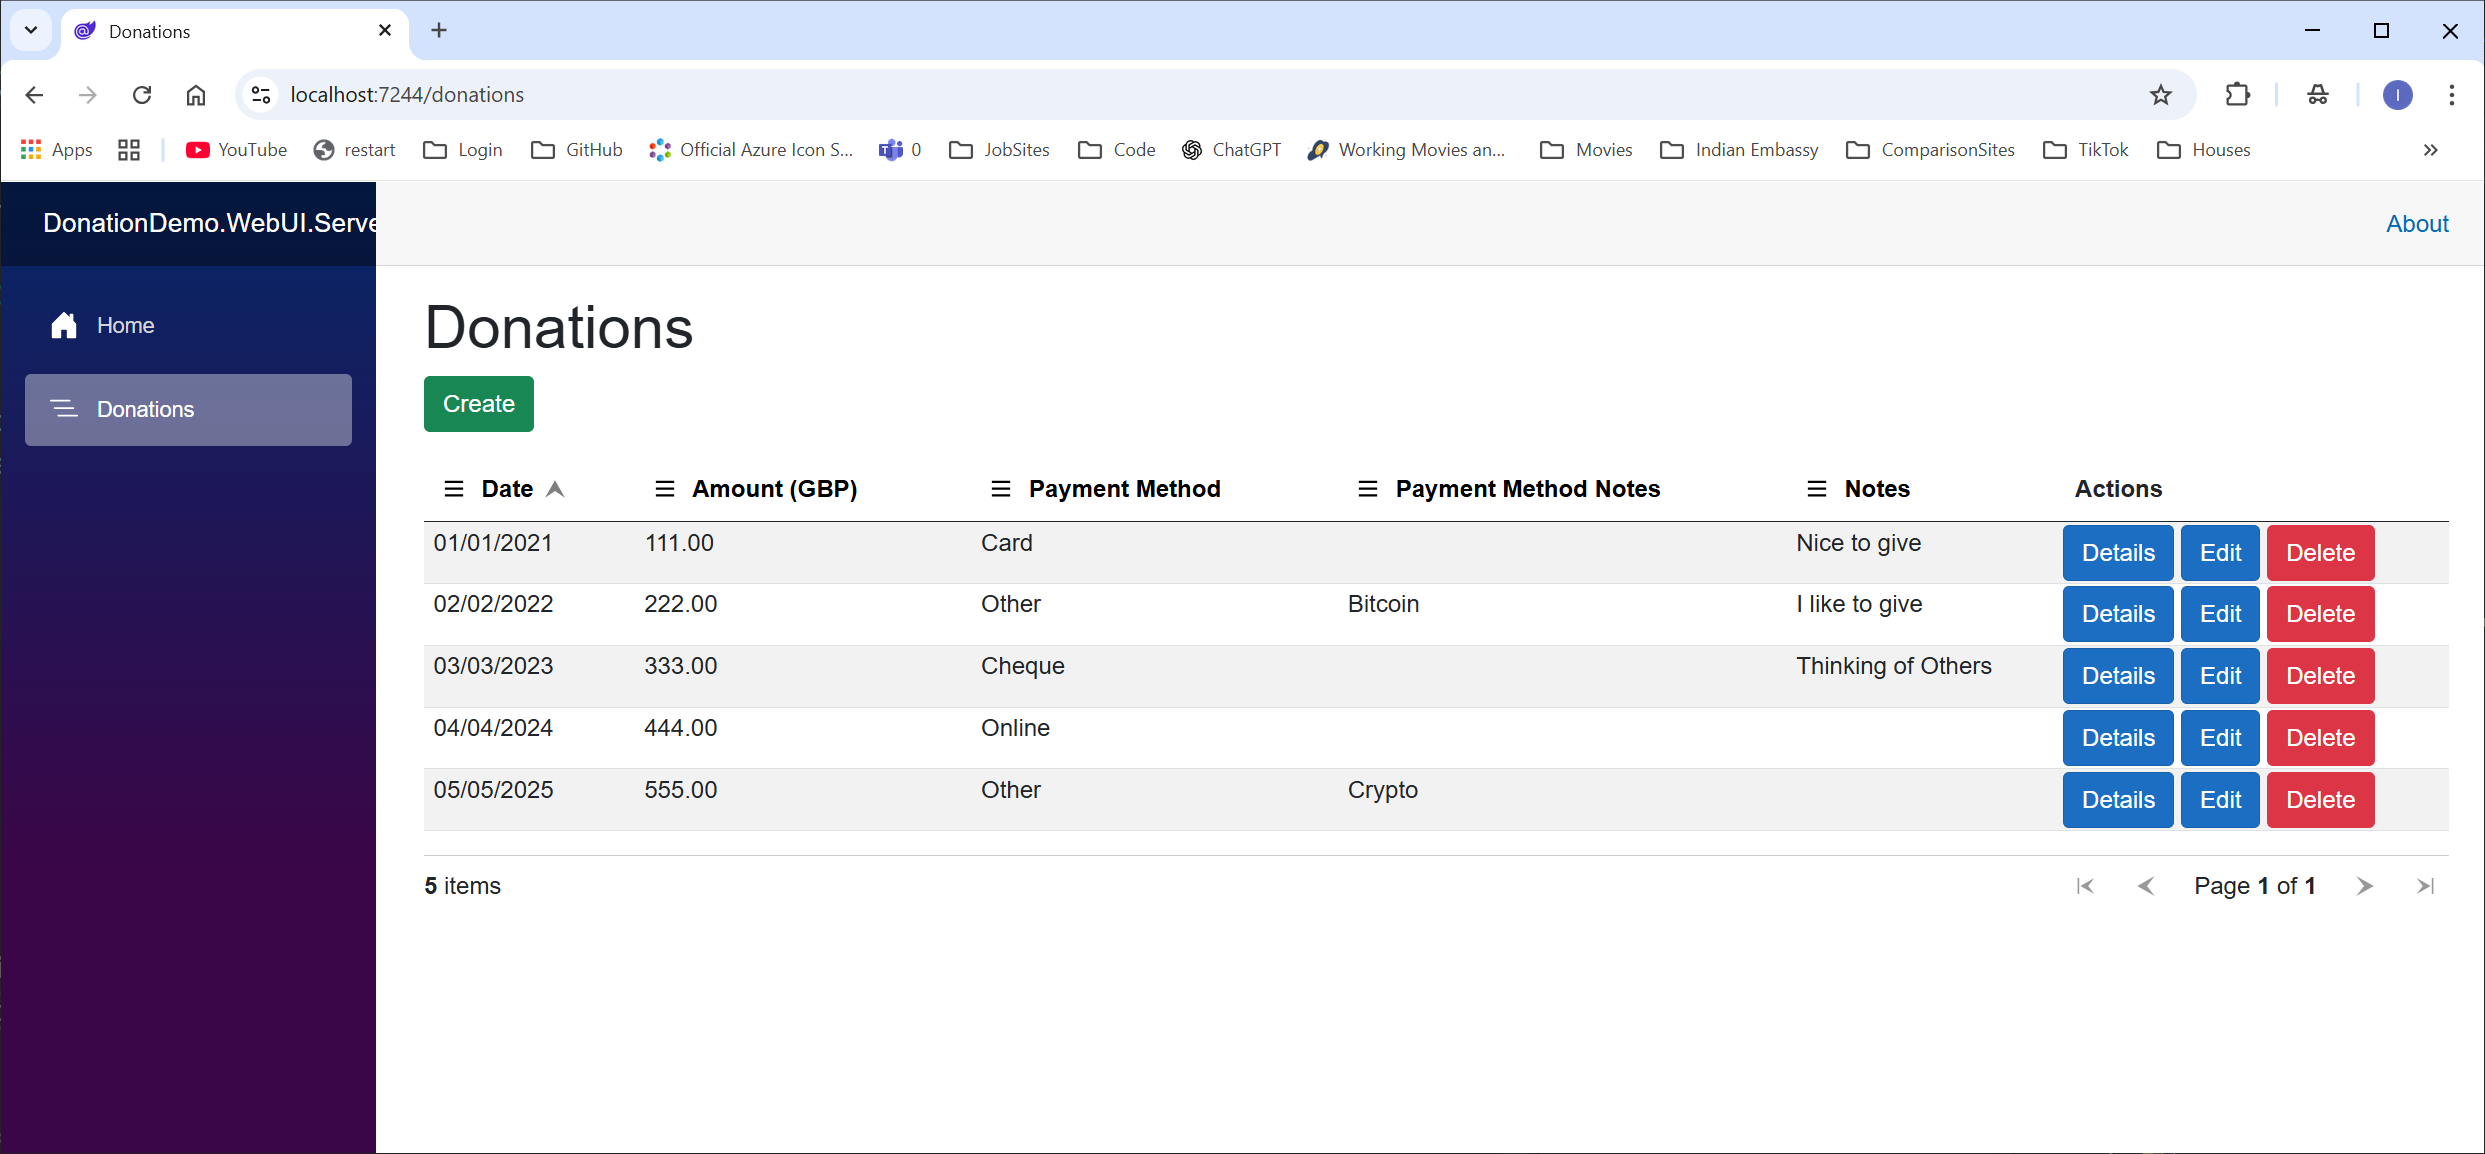 Donations
localhost:7244/donations
Apps YouTube restart Login GitHub Official Azure Icon S... 0 JobSites Code ChatGPT Working Movies an... Movies Indian Embassy ComparisonSites TikTok Houses
DonationDemo.WebUI.Serve
About
Home
Donations
Donations
Create
Date Amount (GBP) Payment Method Payment Method Notes Notes Actions
01/01/2021 111.00 Card Nice to give Details Edit Delete
02/02/2022 222.00 Other Bitcoin I like to give Details Edit Delete
03/03/2023 333.00 Cheque Thinking of Others Details Edit Delete
04/04/2024 444.00 Online Details Edit Delete
05/05/2025 555.00 Other Crypto Details Edit Delete
5 items Page 1 of 1